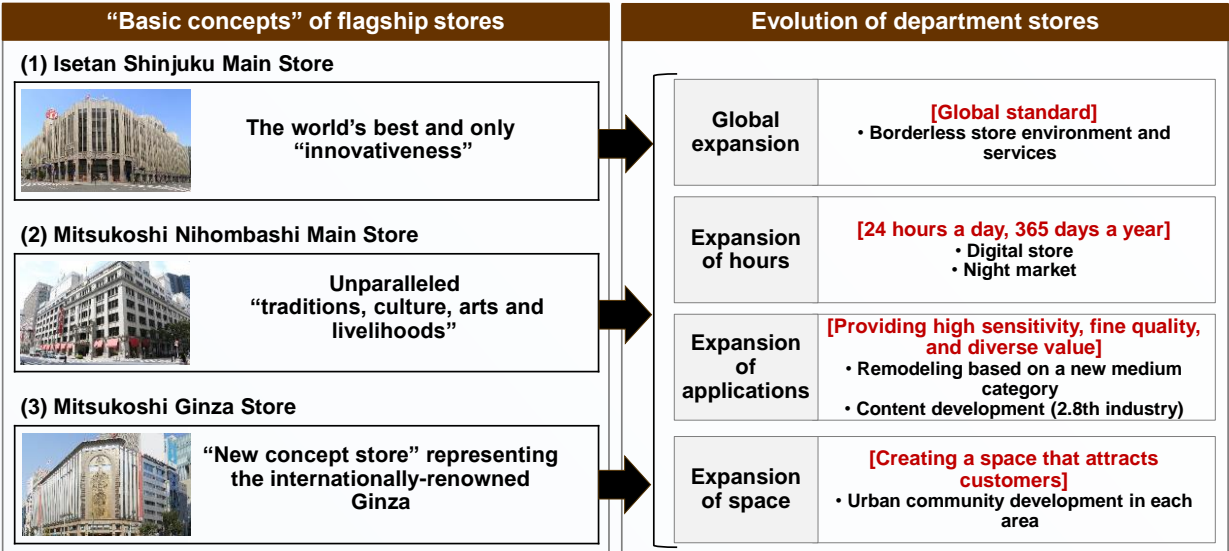 “Basic concepts” of flagship stores
(1) Isetan Shinjuku Main Store
The world’s best and only
“innovativeness”
(2) Mitsukoshi Nihombashi Main Store
Unparalleled
“traditions, culture, arts and
livelihoods”
(3) Mitsukoshi Ginza Store
“New concept store” representing
the internationally-renowned
Ginza
Evolution of department stores
Global
expansion
[Global standard]
• Borderless store environment and
services
Expansion
of hours
[24 hours a day, 365 days a year]
• Digital store
• Night market
Expansion
of
applications
[Providing high sensitivity, fine quality,
and diverse value]
• Remodeling based on a new medium
category
• Content development (2.8th industry)
Expansion
of space
[Creating a space that attracts
customers]
• Urban community development in each
area